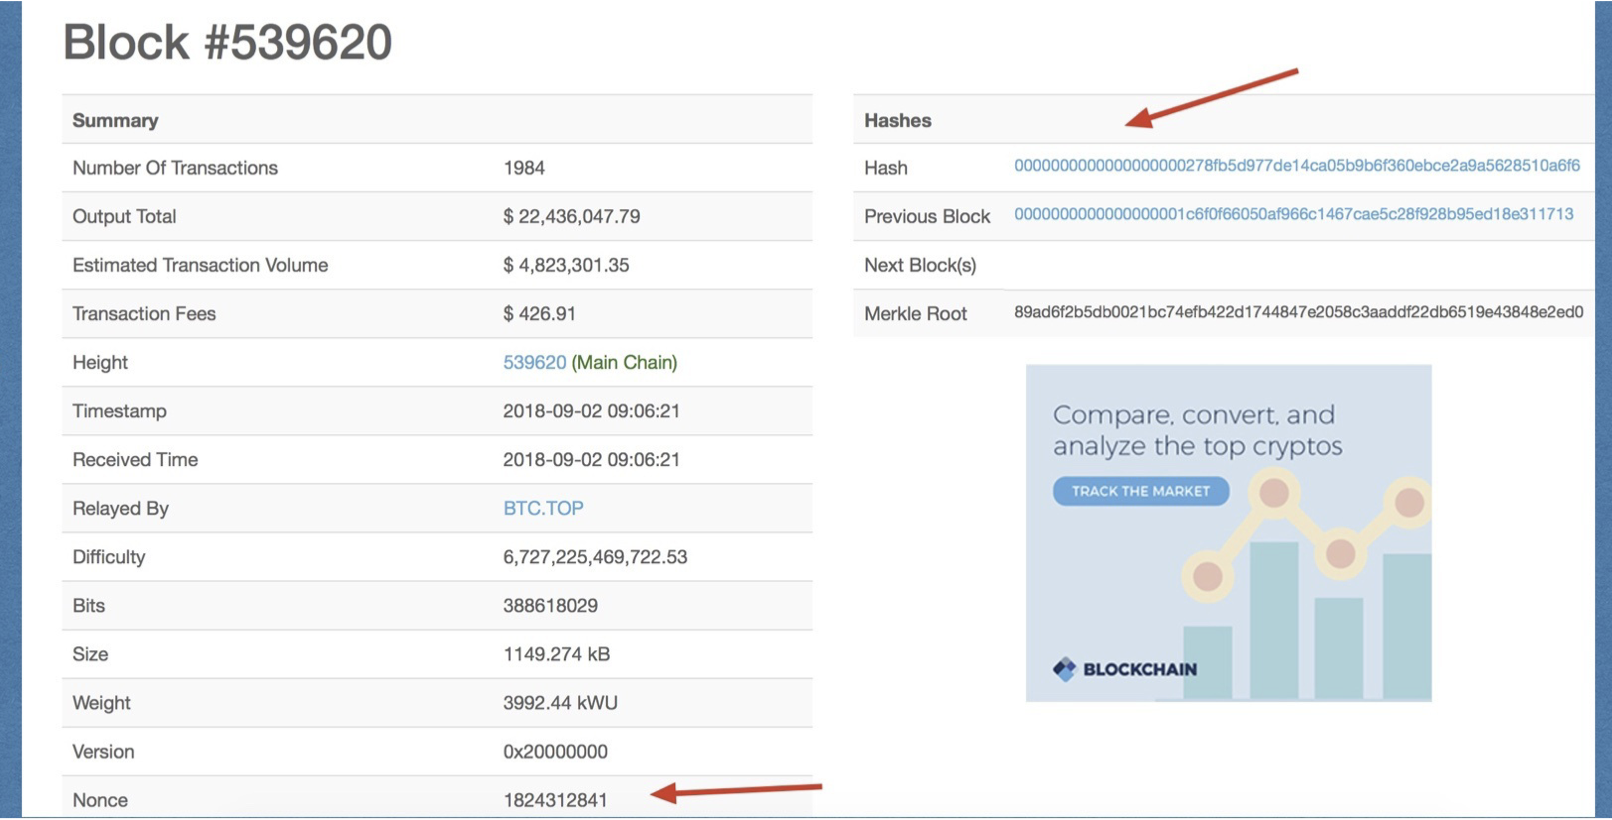 Block #539620
Summary
Number Of Transactions 1984
Output Total $ 22,436,047.79
Estimated Transaction Volume $ 4,823,301.35
Transaction Fees $ 426.91
Height 539620 (Main Chain)
Timestamp 2018-09-02 09:06:21
Received Time 2018-09-02 09:06:21
Relayed By BTC.TOP
Difficulty 6,727,225,469,722.53
Bits 388618029
Size 1149.274 kB
Weight 3992.44 kWU
Version 0x20000000
Nonce 1824312841
Hashes
Hash 0000000000000000000278fb5d977de14ca05b9b6f360ebce2a9a5628510a6f6
Previous Block 0000000000000000001c6f0f66050af966c1467cae5c28f928b95ed18e311713
Next Block(s)
Merkle Root 89ad6f2b5db0021bc74efb422d1744847e2058c3aaddf22db6519e43848e2ed0
Compare, convert, and
analyze the top cryptos
TRACK THE MARKET
BLOCKCHAIN